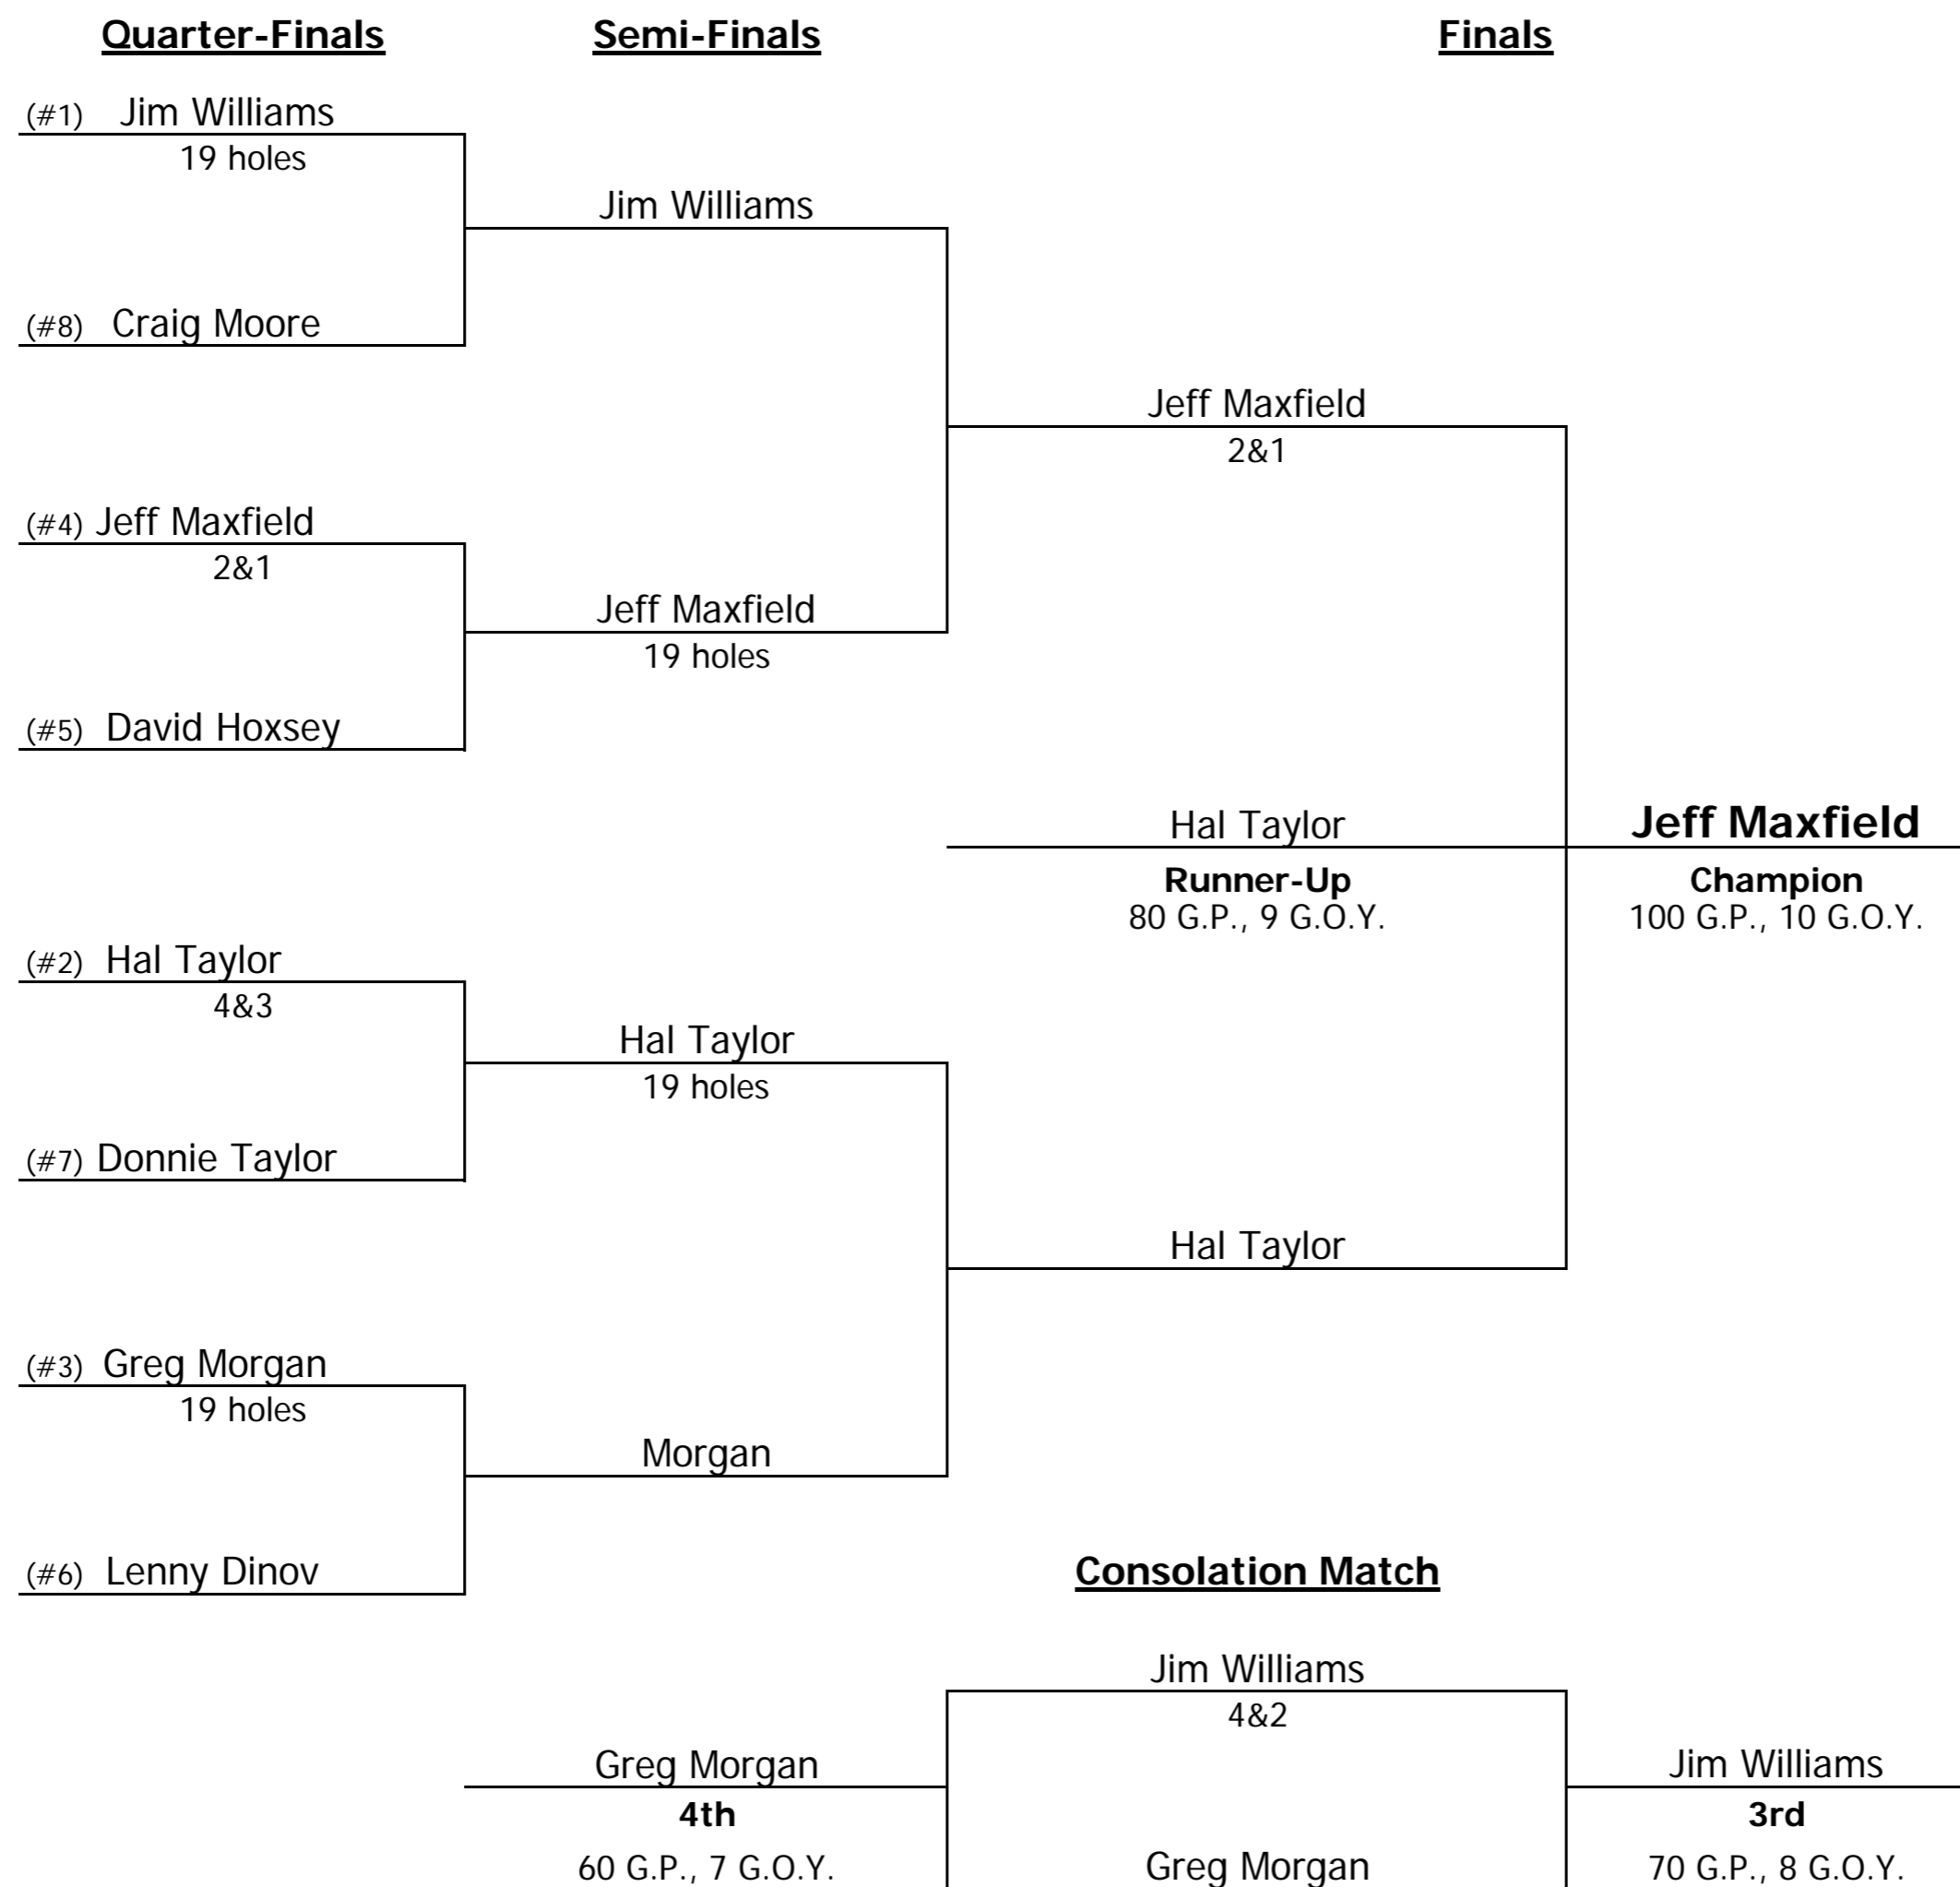 Quarter-Finals Semi-Finals Finals
(#1) Jim Williams
19 holes
Jim Williams
(#8) Craig Moore
Jeff Maxfield
2&1
(#4) Jeff Maxfield
2&1
Jeff Maxfield
19 holes
(#5) David Hoxsey
Hal Taylor Jeff Maxfield
Runner-Up Champion
80 G.P., 9 G.O.Y. 100 G.P., 10 G.O.Y.
(#2) Hal Taylor
4&3
Hal Taylor
19 holes
(#7) Donnie Taylor
Hal Taylor
(#3) Greg Morgan
19 holes
Morgan
(#6) Lenny Dinov Consolation Match
Jim Williams
4&2
Greg Morgan Jim Williams
4th 3rd
60 G.P., 7 G.O.Y. Greg Morgan 70 G.P., 8 G.O.Y.